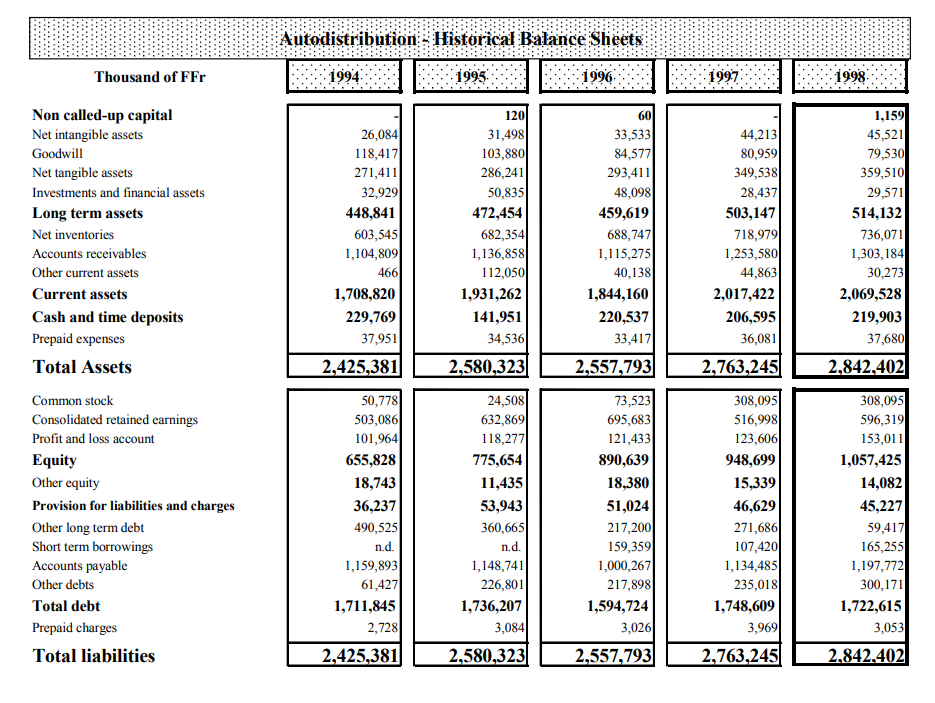 Autodistribution - Historical Balance Sheets
Thousand of FFr 1994 1995 1996 1997 1998
Non called-up capital - 120 60 - 1,159
Net intangible assets 26,084 31,498 33,533 44,213 45,521
Goodwill 118,417 103,880 84,577 80,959 79,530
Net tangible assets 271,411 286,241 293,411 349,538 359,510
Investments and financial assets 32,929 50,835 48,098 28,437 29,571
Long term assets 448,841 472,454 459,619 503,147 514,132
Net inventories 603,545 682,354 688,747 718,979 736,071
Accounts receivables 1,104,809 1,136,858 1,115,275 1,253,580 1,303,184
Other current assets 466 112,050 40,138 44,863 30,273
Current assets 1,708,820 1,931,262 1,844,160 2,017,422 2,069,528
Cash and time deposits 229,769 141,951 220,537 206,595 219,903
Prepaid expenses 37,951 34,536 33,417 36,081 37,680
Total Assets 2,425,381 2,580,323 2,557,793 2,763,245 2,842,402
Common stock 50,778 24,508 73,523 308,095 308,095
Consolidated retained earnings 503,086 632,869 695,683 516,998 596,319
Profit and loss account 101,964 118,277 121,433 123,606 153,011
Equity 655,828 775,654 890,639 948,699 1,057,425
Other equity 18,743 11,435 18,380 15,339 14,082
Provision for liabilities and charges 36,237 53,943 51,024 46,629 45,227
Other long term debt 490,525 360,665 217,200 271,686 59,417
Short term borrowings n.d. n.d. 159,359 107,420 165,255
Accounts payable 1,159,893 1,148,741 1,000,267 1,134,485 1,197,772
Other debts 61,427 226,801 217,898 235,018 300,171
Total debt 1,711,845 1,736,207 1,594,724 1,748,609 1,722,615
Prepaid charges 2,728 3,084 3,026 3,969 3,053
Total liabilities 2,425,381 2,580,323 2,557,793 2,763,245 2,842,402